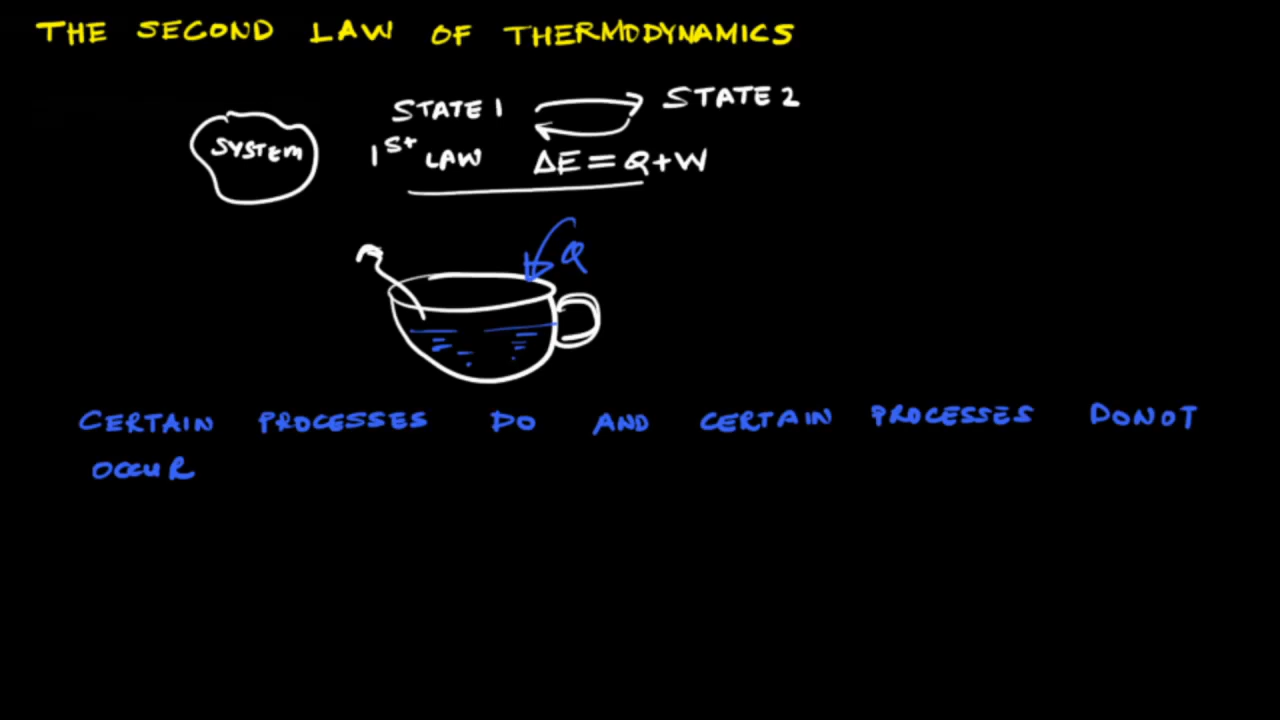 THE SECOND LAW OF THERMODYNAMICS
STATE 1 STATE 2
SYSTEM
1St LAW ΔE = Q+W
Q
CERTAIN PROCESSES DO AND CERTAIN PROCESSES DONOT
OCCUR